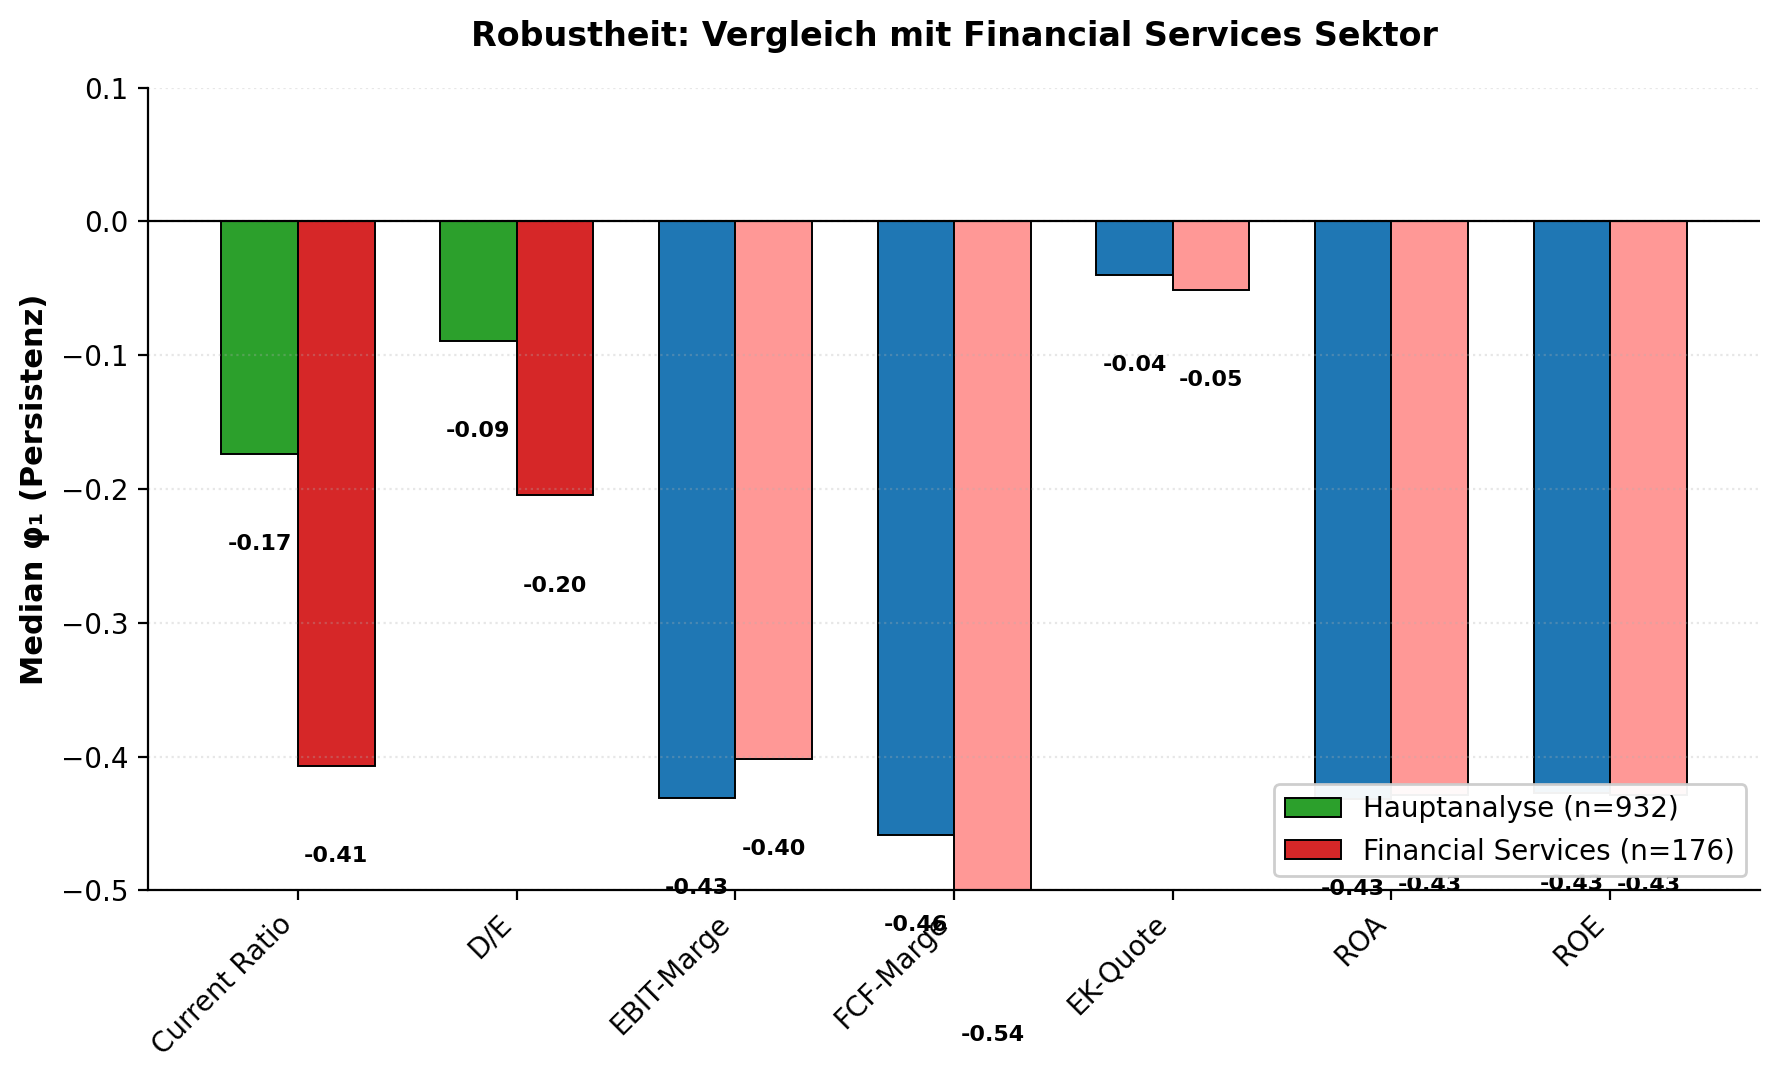 Robustheit: Vergleich mit Financial Services Sektor
Median φ₁ (Persistenz)
0.1
0.0
−0.1
−0.2
−0.3
−0.4
−0.5
-0.17
-0.41
-0.09
-0.20
-0.43
-0.40
-0.46
-0.54
-0.04
-0.05
-0.43
-0.43
-0.43
-0.43
Hauptanalyse (n=932)
Financial Services (n=176)
Current Ratio
D/E
EBIT-Marge
FCF-Marge
EK-Quote
ROA
ROE